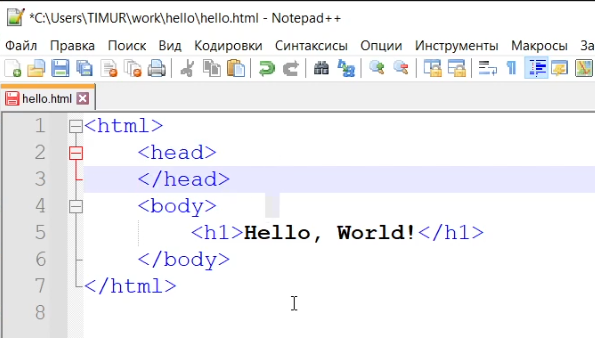 *C:\Users\TIMUR\work\hello\hello.html - Notepad++
Файл Правка Поиск Вид Кодировки Синтаксисы Опции Инструменты Макросы За
hello.html
1 <html>
2 <head>
3 </head>
4 <body>
5 <h1>Hello, World!</h1>
6 </body>
7 </html>
8